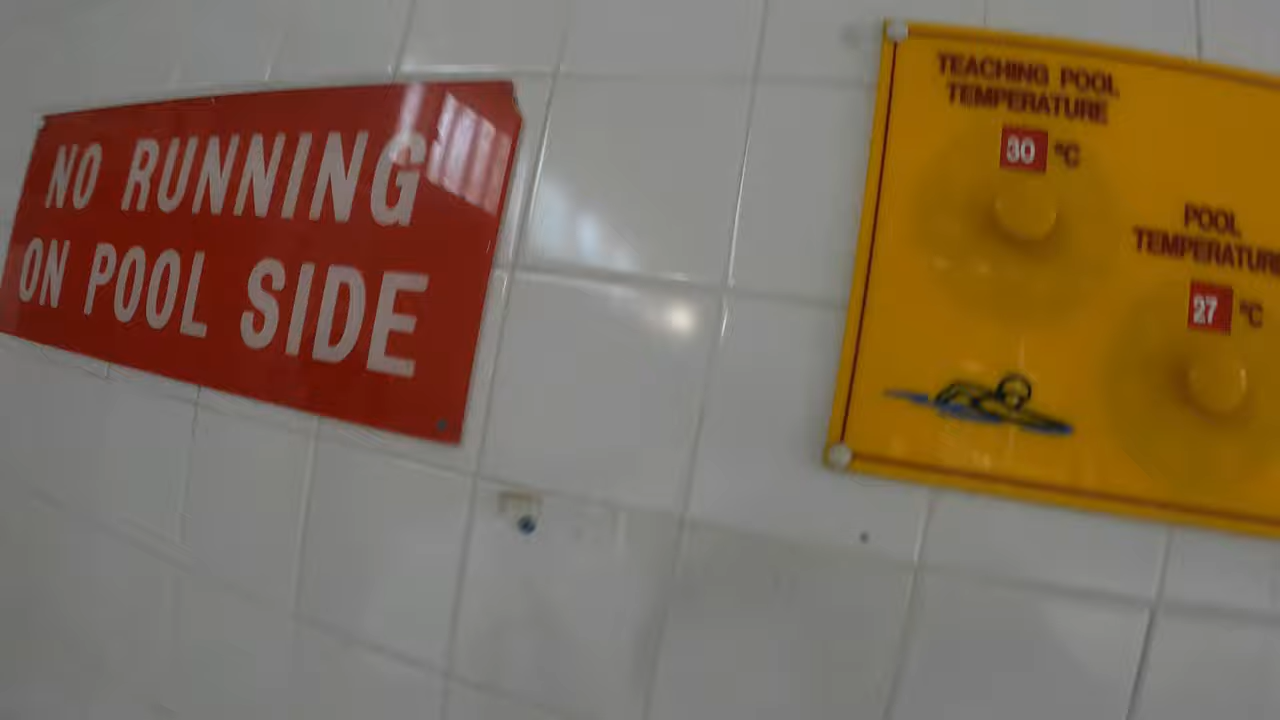 NO RUNNING
ON POOL SIDE
TEACHING POOL
TEMPERATURE
30 °C
POOL
TEMPERATURE
27 °C